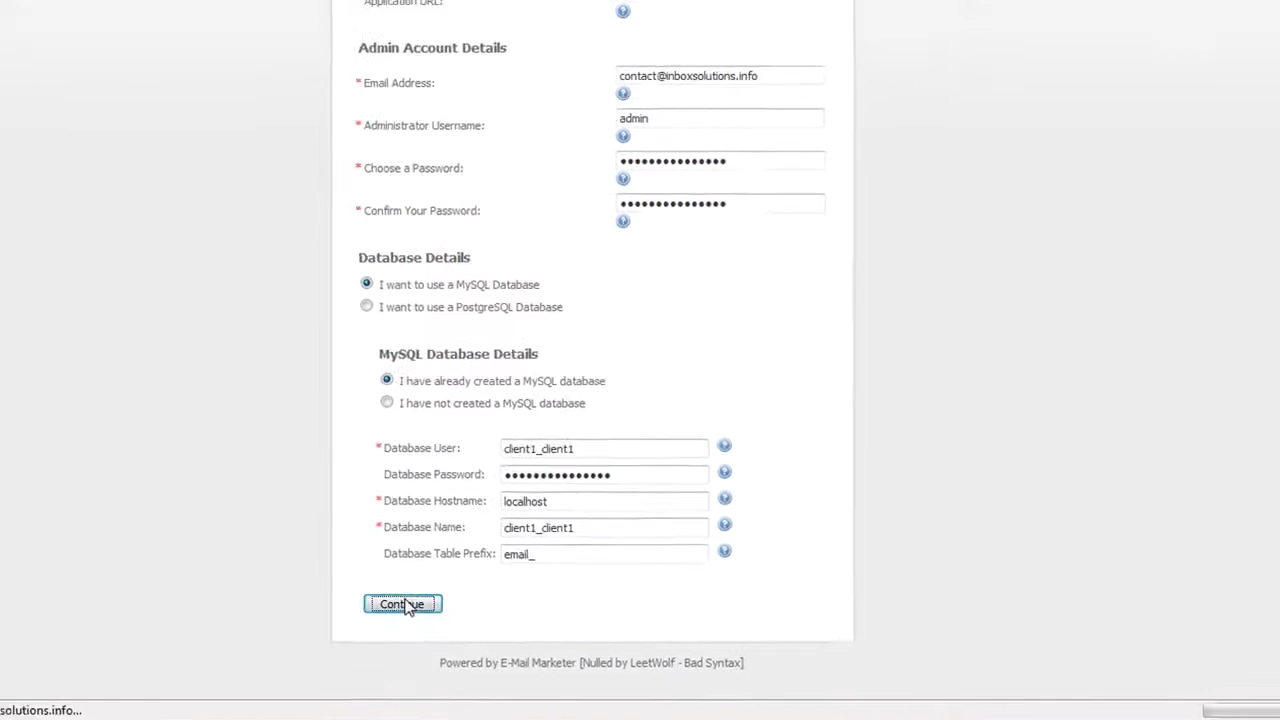 Application URL:
Admin Account Details
* Email Address: contact@inboxsolutions.info
* Administrator Username: admin
* Choose a Password: •••••••••••••••
* Confirm Your Password: •••••••••••••••
Database Details
I want to use a MySQL Database
I want to use a PostgreSQL Database
MySQL Database Details
I have already created a MySQL database
I have not created a MySQL database
* Database User: client1_client1
Database Password: •••••••••••••••
* Database Hostname: localhost
* Database Name: client1_client1
Database Table Prefix: email_
Continue
Powered by E-Mail Marketer [Nulled by LeetWolf - Bad Syntax]
solutions.info...